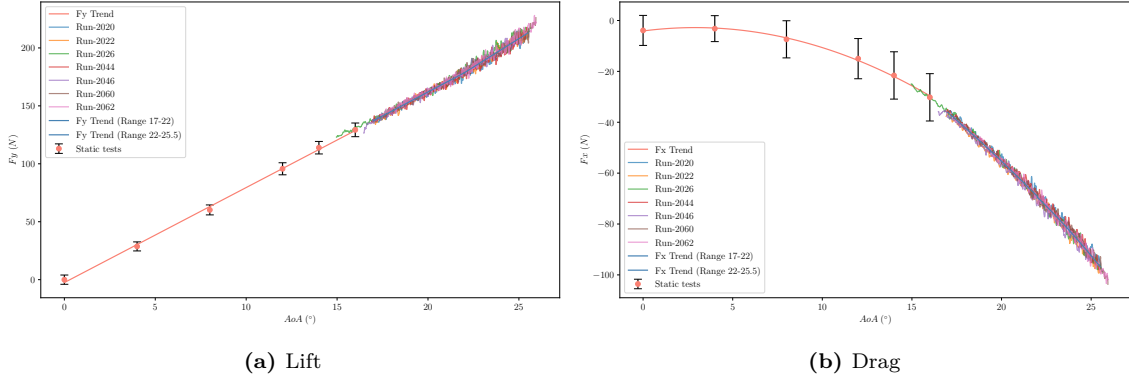 Fy Trend
Run-2020
Run-2022
Run-2026
Run-2044
Run-2046
Run-2060
Run-2062
Fy Trend (Range 17-22)
Fy Trend (Range 22-25.5)
Static tests
Fy (N)
200
150
100
50
0
0
5
10
15
20
25
AoA (°)
(a) Lift
Fx Trend
Run-2020
Run-2022
Run-2026
Run-2044
Run-2046
Run-2060
Run-2062
Fx Trend (Range 17-22)
Fx Trend (Range 22-25.5)
Static tests
Fx (N)
0
−20
−40
−60
−80
−100
0
5
10
15
20
25
AoA (°)
(b) Drag